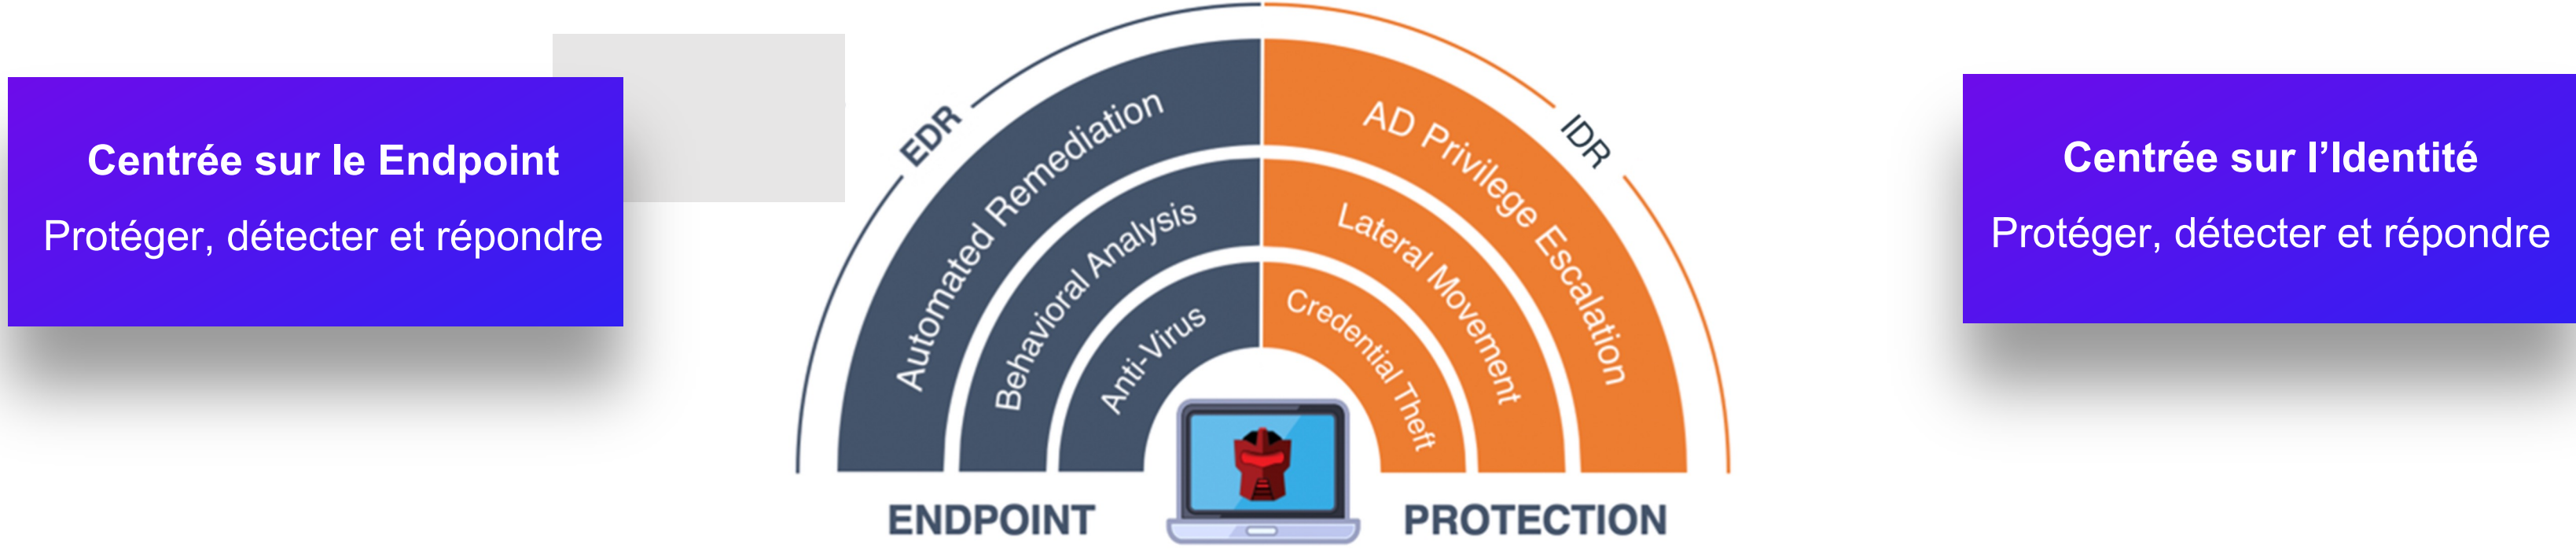 Centrée sur le Endpoint
Protéger, détecter et répondre
EDR
Automated Remediation
Behavioral Analysis
Anti-Virus
IDR
AD Privilege Escalation
Lateral Movement
Credential Theft
ENDPOINT PROTECTION
Centrée sur l’Identité
Protéger, détecter et répondre